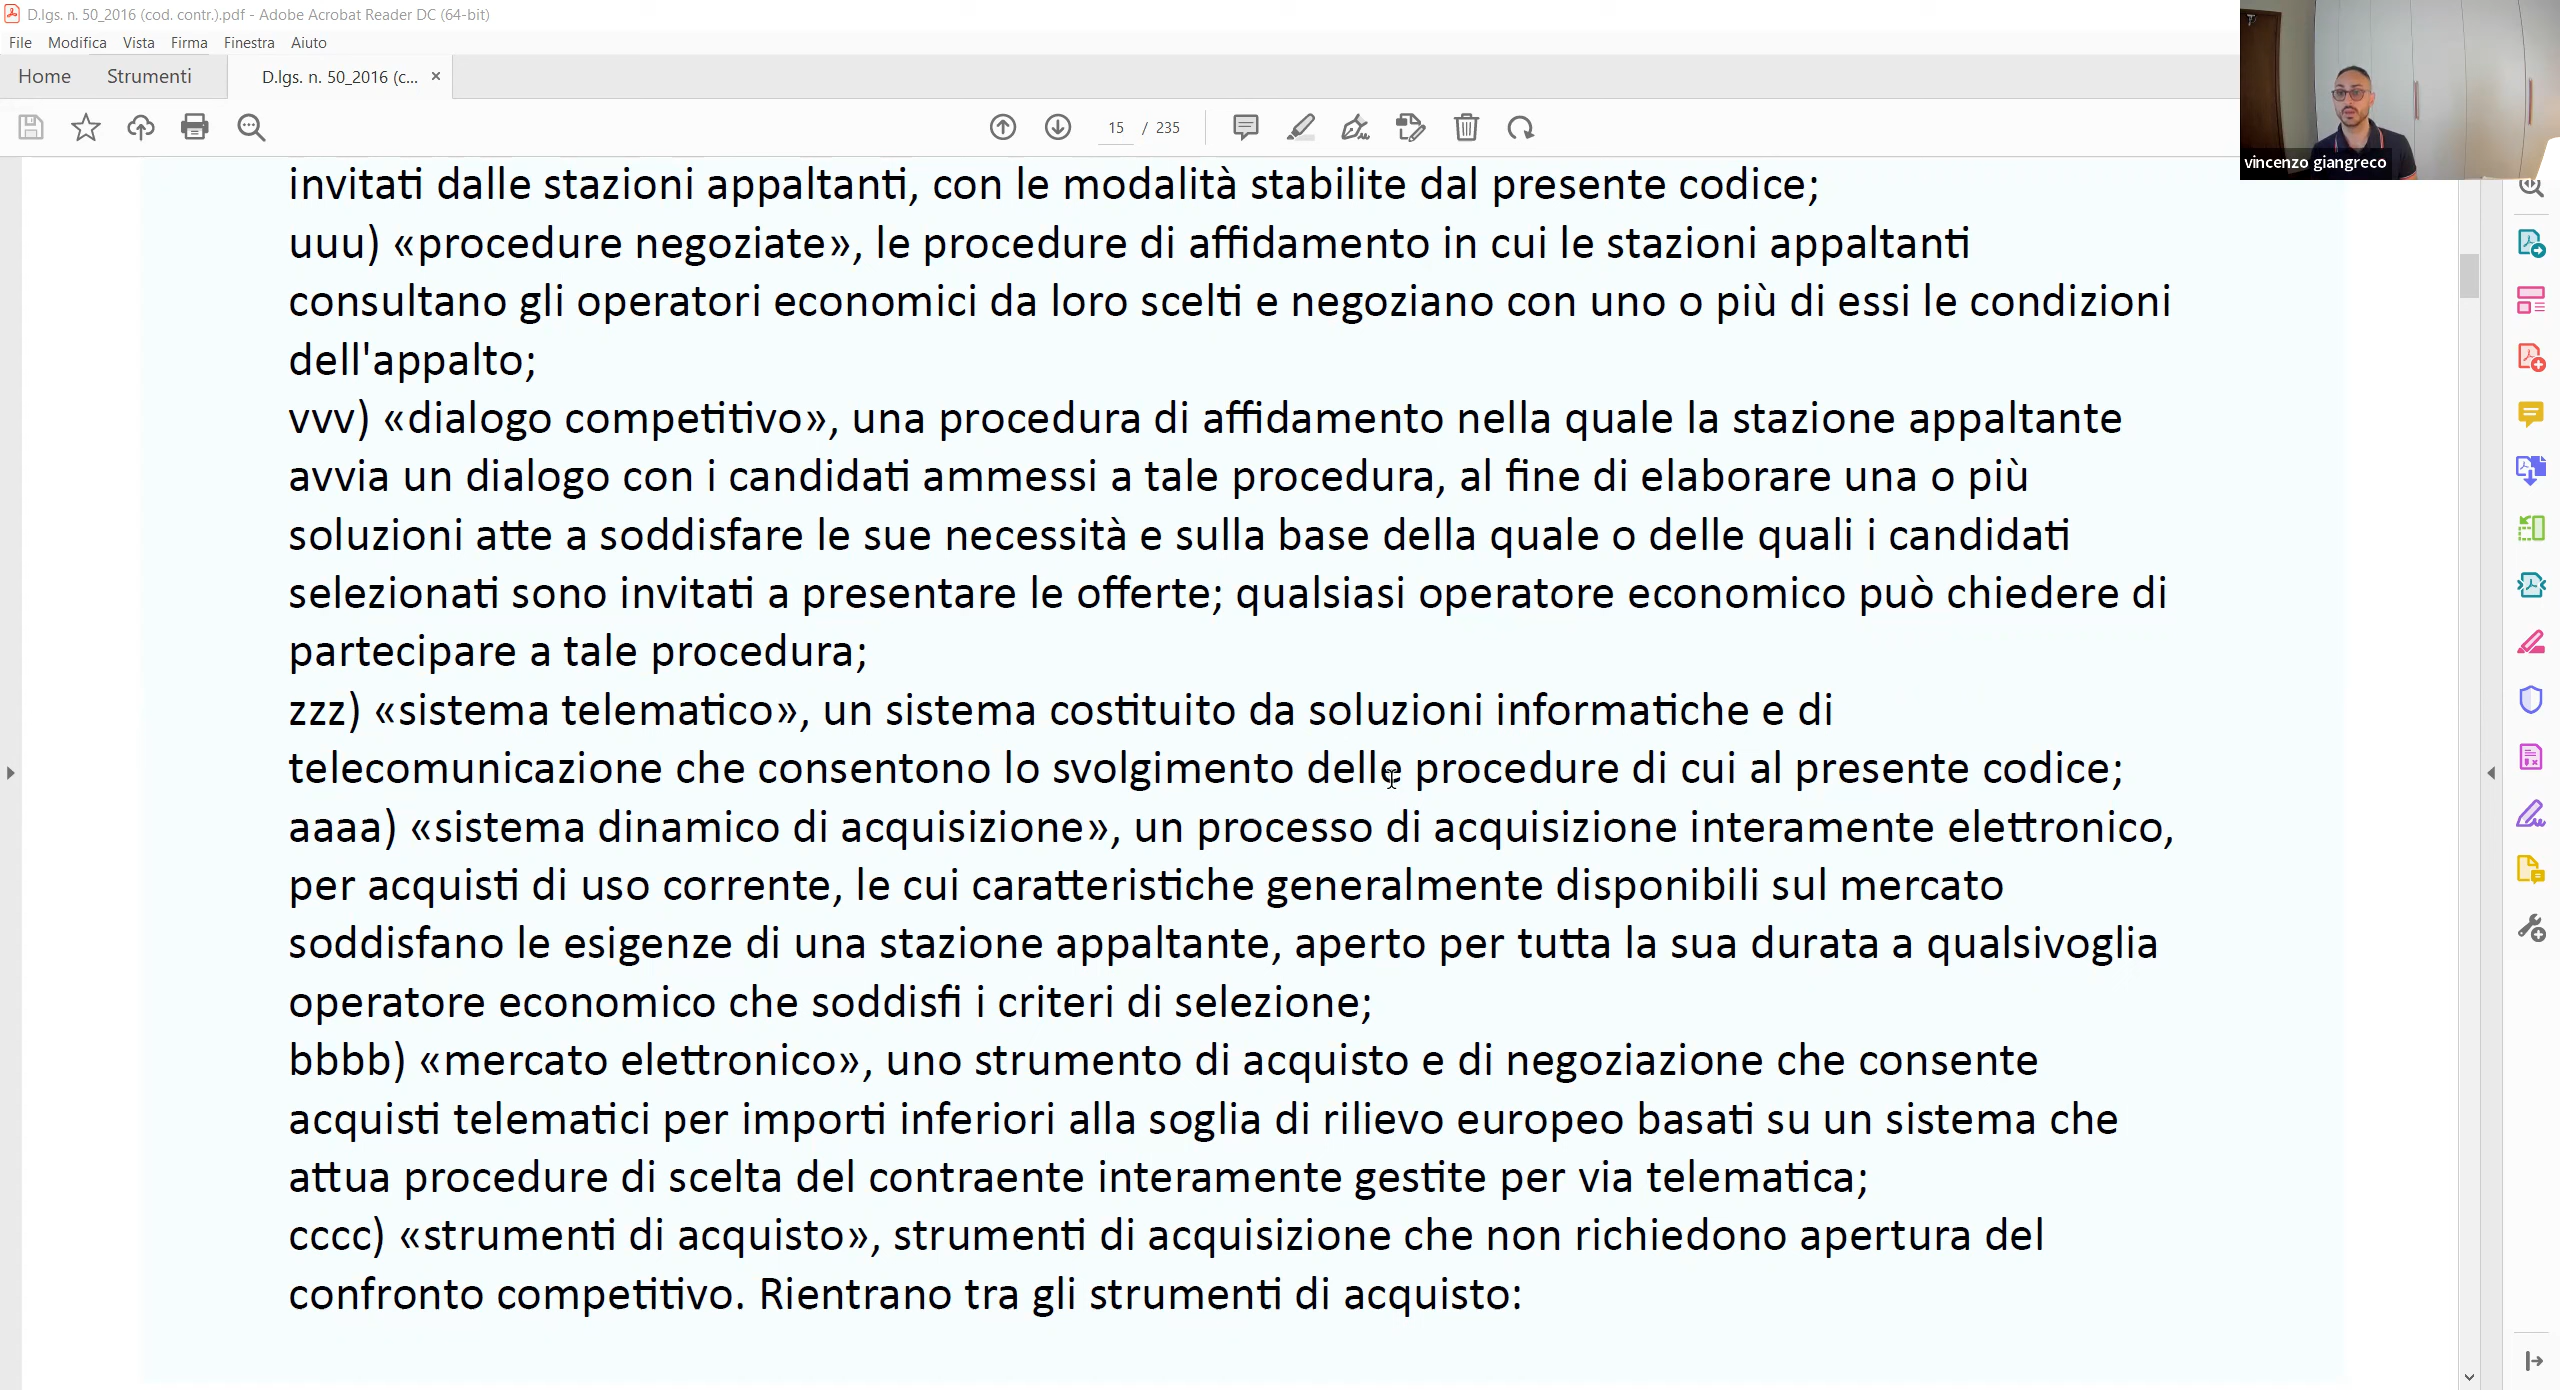 D.lgs. n. 50_2016 (cod. contr.).pdf - Adobe Acrobat Reader DC (64-bit)
File Modifica Vista Firma Finestra Aiuto
Home Strumenti D.lgs. n. 50_2016 (c... ×
15 / 235
vincenzo giangreco
invitati dalle stazioni appaltanti, con le modalità stabilite dal presente codice;
uuu) «procedure negoziate», le procedure di affidamento in cui le stazioni appaltanti
consultano gli operatori economici da loro scelti e negoziano con uno o più di essi le condizioni
dell'appalto;
vvv) «dialogo competitivo», una procedura di affidamento nella quale la stazione appaltante
avvia un dialogo con i candidati ammessi a tale procedura, al fine di elaborare una o più
soluzioni atte a soddisfare le sue necessità e sulla base della quale o delle quali i candidati
selezionati sono invitati a presentare le offerte; qualsiasi operatore economico può chiedere di
partecipare a tale procedura;
zzz) «sistema telematico», un sistema costituito da soluzioni informatiche e di
telecomunicazione che consentono lo svolgimento delle procedure di cui al presente codice;
aaaa) «sistema dinamico di acquisizione», un processo di acquisizione interamente elettronico,
per acquisti di uso corrente, le cui caratteristiche generalmente disponibili sul mercato
soddisfano le esigenze di una stazione appaltante, aperto per tutta la sua durata a qualsivoglia
operatore economico che soddisfi i criteri di selezione;
bbbb) «mercato elettronico», uno strumento di acquisto e di negoziazione che consente
acquisti telematici per importi inferiori alla soglia di rilievo europeo basati su un sistema che
attua procedure di scelta del contraente interamente gestite per via telematica;
cccc) «strumenti di acquisto», strumenti di acquisizione che non richiedono apertura del
confronto competitivo. Rientrano tra gli strumenti di acquisto: